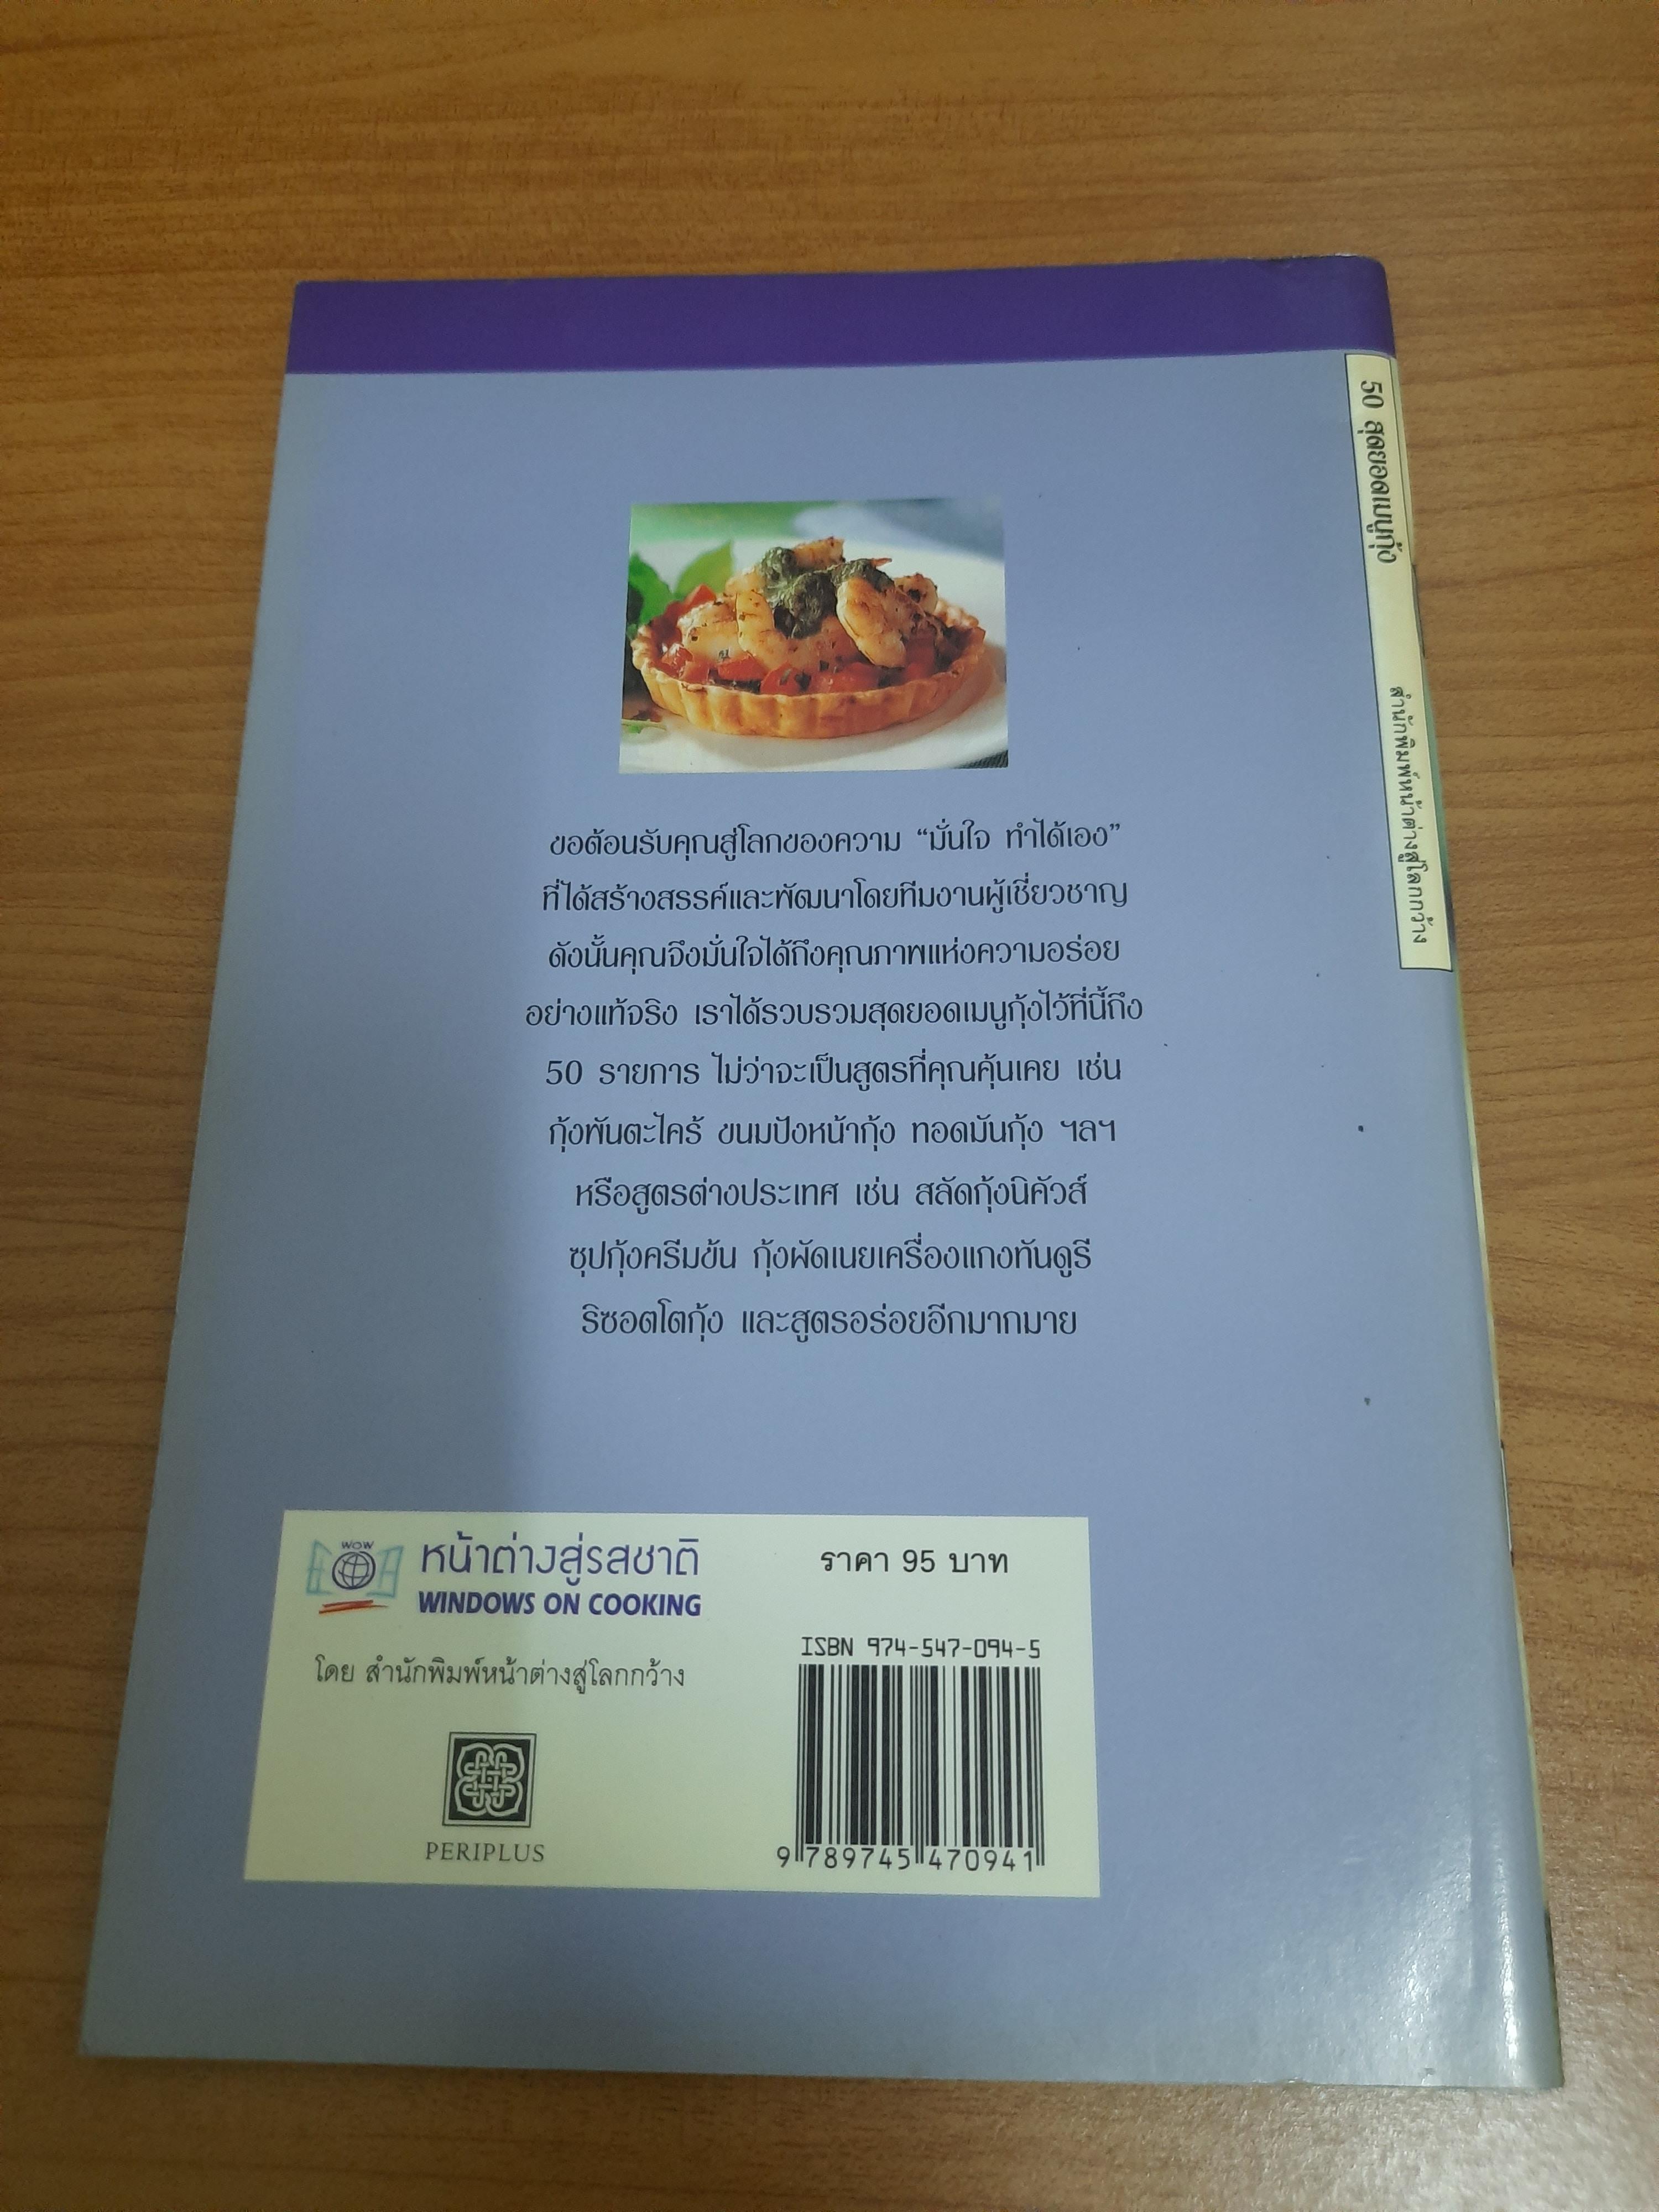 50 สุดยอดเมนูกุ้ง
สำนักพิมพ์หน้าต่างสู่โลกกว้าง
ขอต้อนรับคุณสู่โลกของความ “มั่นใจ ทำได้เอง”
ที่ได้สร้างสรรค์และพัฒนาโดยทีมงานผู้เชี่ยวชาญ
ดังนั้นคุณจึงมั่นใจได้ถึงคุณภาพแห่งความอร่อย
อย่างแท้จริง เราได้รวบรวมสุดยอดเมนูกุ้งไว้ที่นี้ถึง
50 รายการ ไม่ว่าจะเป็นสูตรที่คุณคุ้นเคย เช่น
กุ้งพันตะไคร้ ขนมปังหน้ากุ้ง ทอดมันกุ้ง ฯลฯ
หรือสูตรต่างประเทศ เช่น สลัดกุ้งนิคัวส์
ซุปกุ้งครีมข้น กุ้งผัดเนยเครื่องแกงทันดูรี
ริซอตโตกุ้ง และสูตรอร่อยอีกมากมาย
WOW
หน้าต่างสู่รสชาติ
WINDOWS ON COOKING
โดย สำนักพิมพ์หน้าต่างสู่โลกกว้าง
PERIPLUS
ราคา 95 บาท
ISBN 974-547-094-5
9 789745 470941